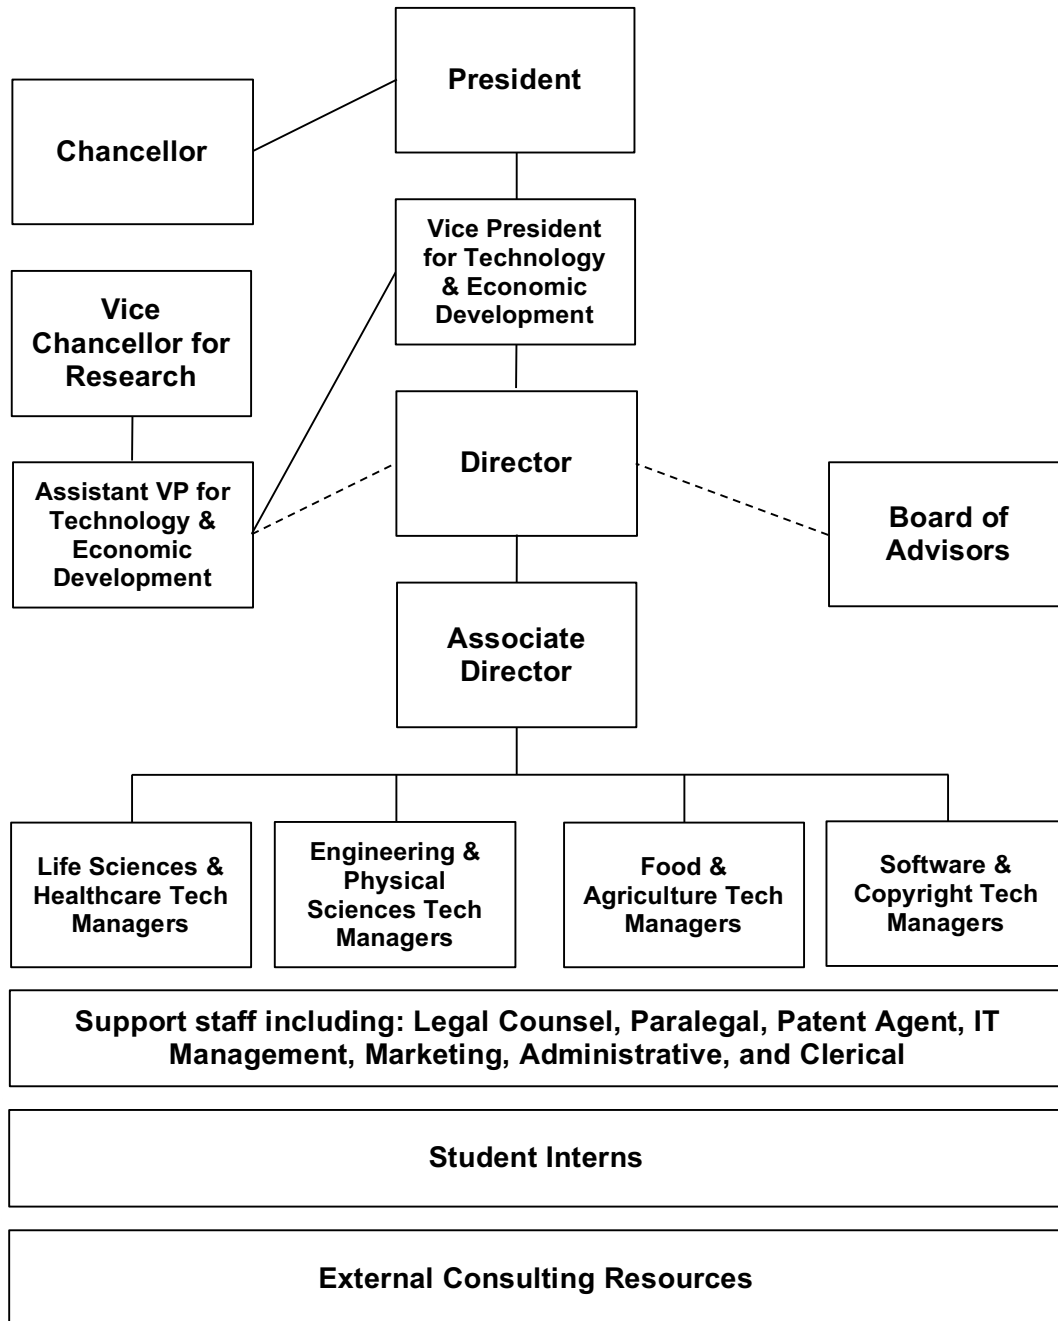 President
Chancellor
Vice President
for Technology
& Economic
Development
Vice
Chancellor for
Research
Director
Assistant VP for
Technology &
Economic
Development
Board of
Advisors
Associate
Director
Life Sciences &
Healthcare Tech
Managers
Engineering &
Physical
Sciences Tech
Managers
Food &
Agriculture Tech
Managers
Software &
Copyright Tech
Managers
Support staff including: Legal Counsel, Paralegal, Patent Agent, IT
Management, Marketing, Administrative, and Clerical
Student Interns
External Consulting Resources